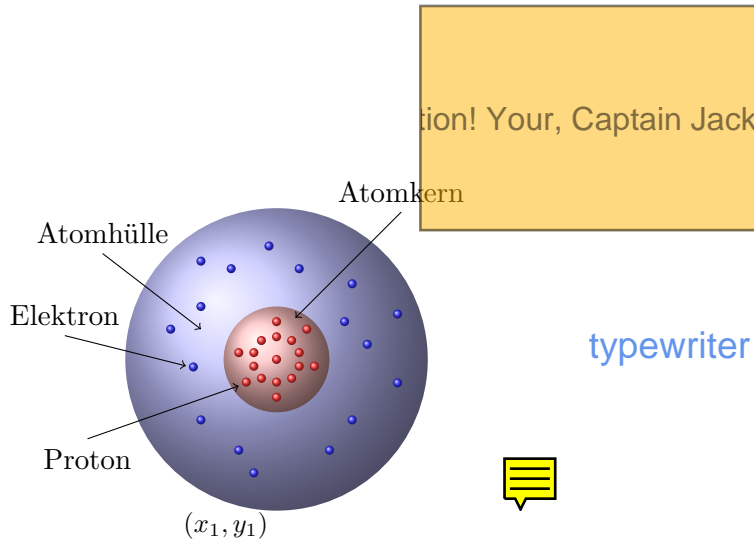 tion! Your, Captain Jack
Atomkern
Atomhülle
Elektron
typewriter
Proton
(x₁, y₁)